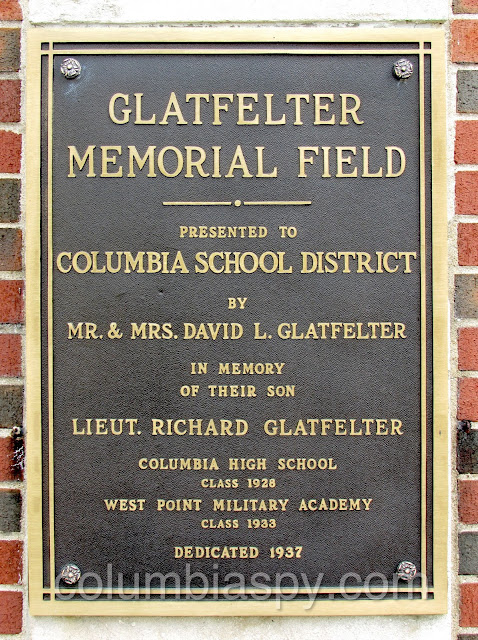 GLATFELTER
MEMORIAL FIELD
PRESENTED TO
COLUMBIA SCHOOL DISTRICT
BY
MR. & MRS. DAVID L. GLATFELTER
IN MEMORY
OF THEIR SON
LIEUT. RICHARD GLATFELTER
COLUMBIA HIGH SCHOOL
CLASS 1928
WEST POINT MILITARY ACADEMY
CLASS 1933
DEDICATED 1937
columbiaspy.com